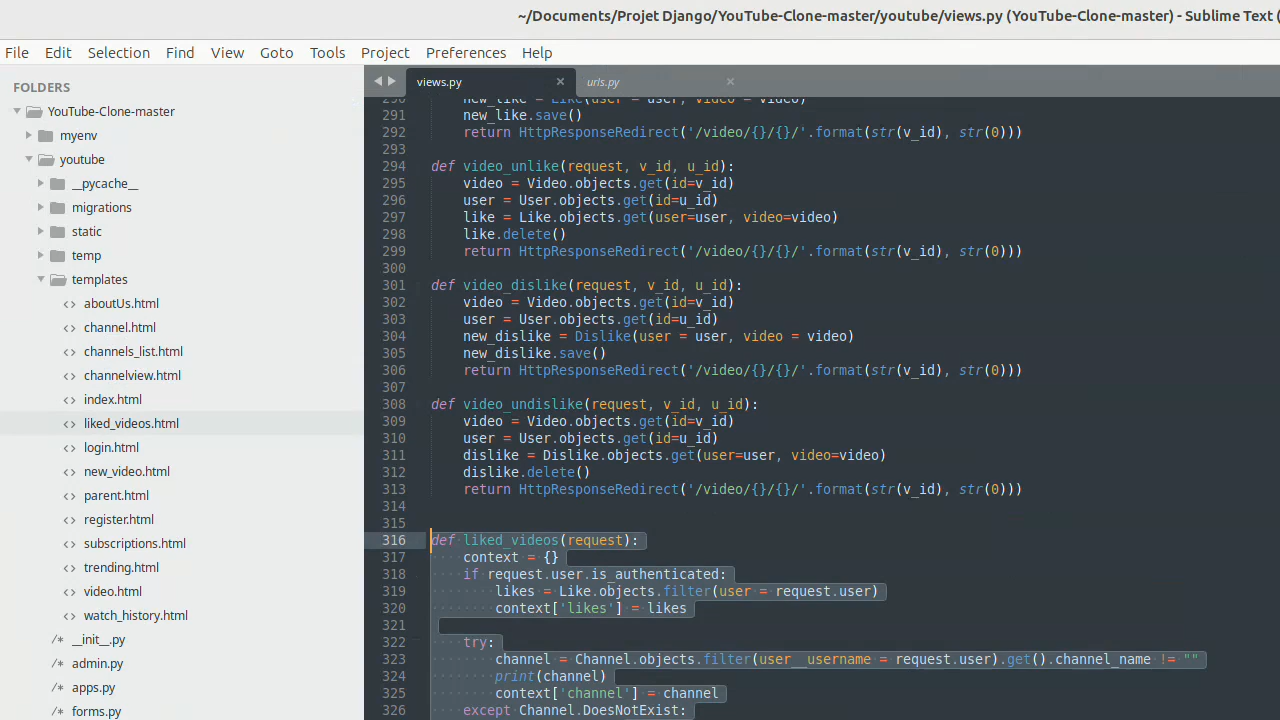 ~/Documents/Projet Django/YouTube-Clone-master/youtube/views.py (YouTube-Clone-master) - Sublime Text (
File Edit Selection Find View Goto Tools Project Preferences Help
FOLDERS
YouTube-Clone-master
myenv
youtube
__pycache__
migrations
static
temp
templates
aboutUs.html
channel.html
channels_list.html
channelview.html
index.html
liked_videos.html
login.html
new_video.html
parent.html
register.html
subscriptions.html
trending.html
video.html
watch_history.html
__init__.py
admin.py
apps.py
forms.py
views.py × urls.py ×
290 new_like = Like(user = user, video = video)
291 new_like.save()
292 return HttpResponseRedirect('/video/{}/{}/'.format(str(v_id), str(0)))
293
294 def video_unlike(request, v_id, u_id):
295 video = Video.objects.get(id=v_id)
296 user = User.objects.get(id=u_id)
297 like = Like.objects.get(user=user, video=video)
298 like.delete()
299 return HttpResponseRedirect('/video/{}/{}/'.format(str(v_id), str(0)))
300
301 def video_dislike(request, v_id, u_id):
302 video = Video.objects.get(id=v_id)
303 user = User.objects.get(id=u_id)
304 new_dislike = Dislike(user = user, video = video)
305 new_dislike.save()
306 return HttpResponseRedirect('/video/{}/{}/'.format(str(v_id), str(0)))
307
308 def video_undislike(request, v_id, u_id):
309 video = Video.objects.get(id=v_id)
310 user = User.objects.get(id=u_id)
311 dislike = Dislike.objects.get(user=user, video=video)
312 dislike.delete()
313 return HttpResponseRedirect('/video/{}/{}/'.format(str(v_id), str(0)))
314
315
316 def liked_videos(request):
317 context = {}
318 if request.user.is_authenticated:
319 likes = Like.objects.filter(user = request.user)
320 context['likes'] = likes
321
322 try:
323 channel = Channel.objects.filter(user__username = request.user).get().channel_name != ""
324 print(channel)
325 context['channel'] = channel
326 except Channel.DoesNotExist: